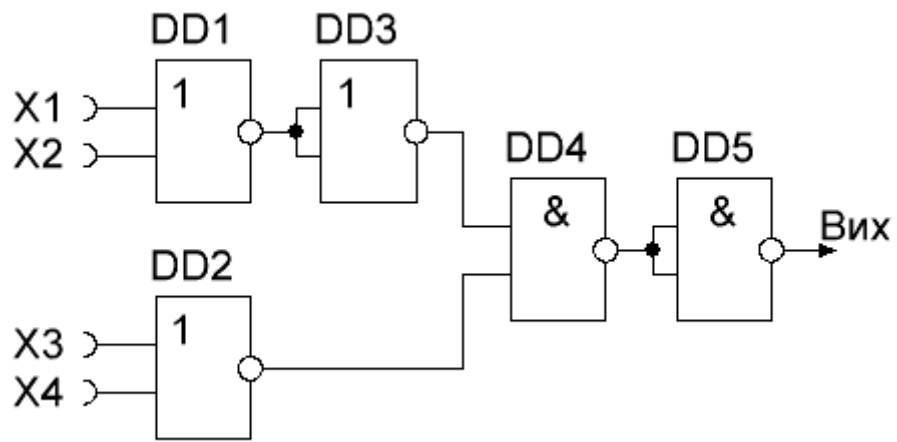 DD1 DD3
1 1
X1
X2
DD4 DD5
& &
Вих
DD2
1
X3
X4